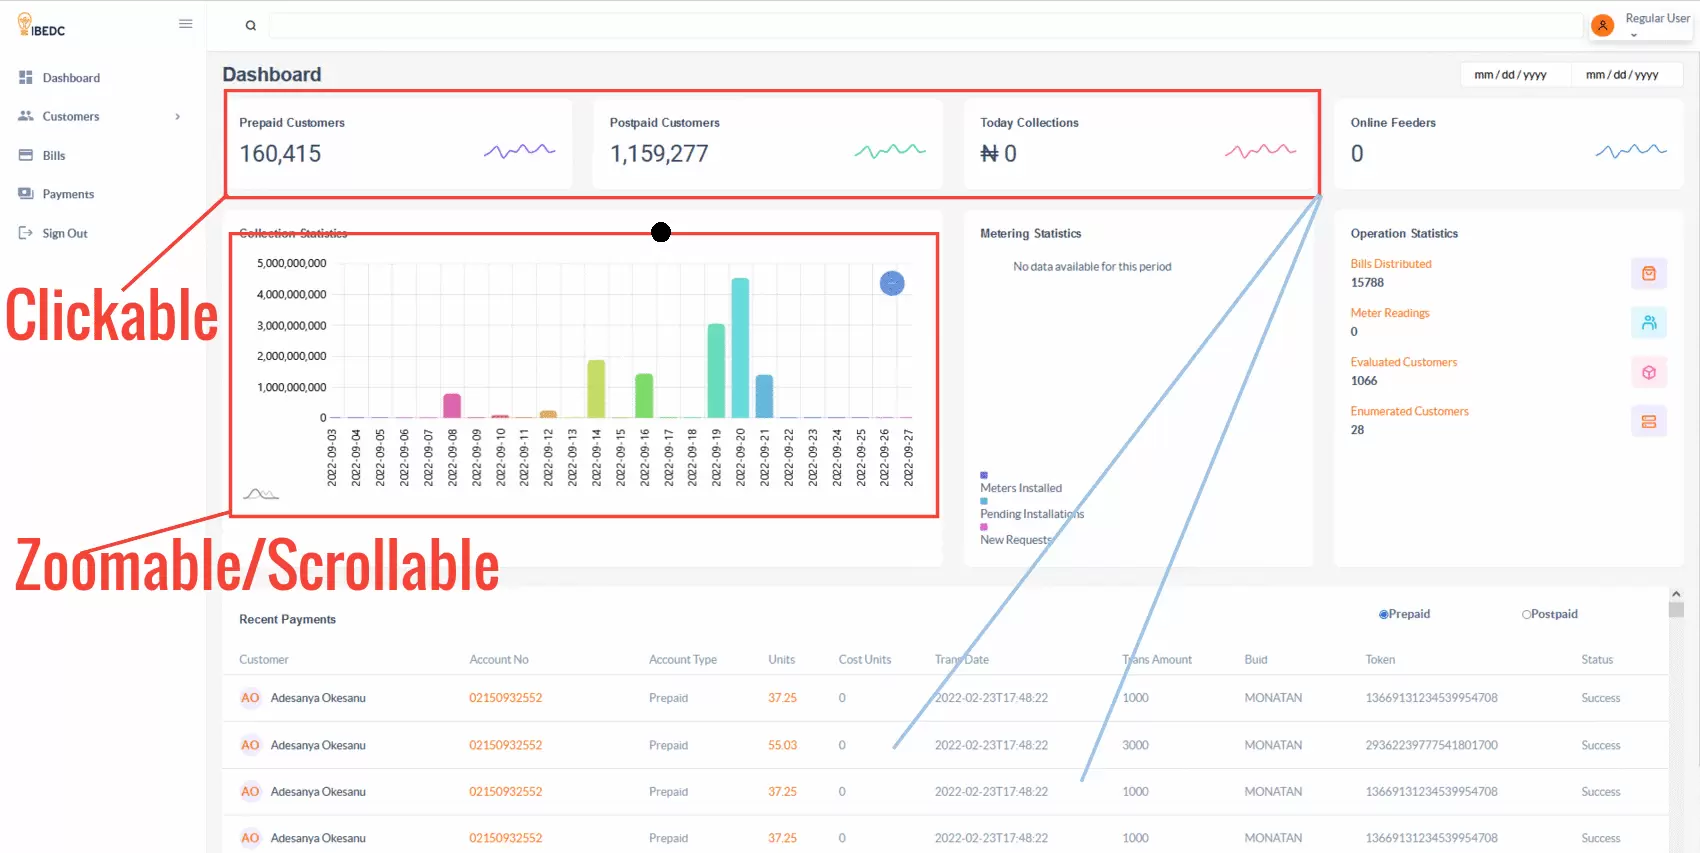 IBEDC
Regular User
Dashboard
Customers
Bills
Payments
Sign Out
Dashboard
mm/dd/yyyy mm/dd/yyyy
Prepaid Customers
160,415
Postpaid Customers
1,159,277
Today Collections
₦ 0
Online Feeders
0
Clickable
Collection Statistics
5,000,000,000
4,000,000,000
3,000,000,000
2,000,000,000
1,000,000,000
0
2022-09-03
2022-09-04
2022-09-05
2022-09-06
2022-09-07
2022-09-08
2022-09-09
2022-09-10
2022-09-11
2022-09-12
2022-09-13
2022-09-14
2022-09-15
2022-09-16
2022-09-17
2022-09-18
2022-09-19
2022-09-20
2022-09-21
2022-09-22
2022-09-23
2022-09-24
2022-09-25
2022-09-26
2022-09-27
Zoomable/Scrollable
Metering Statistics
No data available for this period
Meters Installed
Pending Installations
New Requests
Operation Statistics
Bills Distributed
15788
Meter Readings
0
Evaluated Customers
1066
Enumerated Customers
28
Recent Payments
Prepaid Postpaid
Customer Account No Account Type Units Cost Units Trans Date Trans Amount Buid Token Status
AO Adesanya Okesanu 02150932552 Prepaid 37.25 0 2022-02-23T17:48:22 1000 MONATAN 13669131234539954708 Success
AO Adesanya Okesanu 02150932552 Prepaid 55.03 0 2022-02-23T17:48:22 3000 MONATAN 29362239777541801700 Success
AO Adesanya Okesanu 02150932552 Prepaid 37.25 0 2022-02-23T17:48:22 1000 MONATAN 13669131234539954708 Success
AO Adesanya Okesanu 02150932552 Prepaid 37.25 0 2022-02-23T17:48:22 1000 MONATAN 13669131234539954708 Success